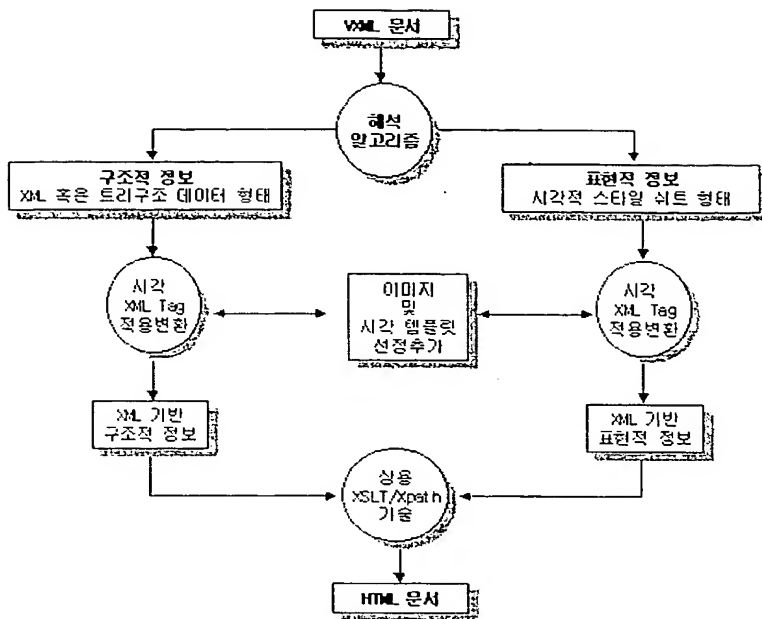 VXML 문서
해석
알고리즘
구조적 정보
XML 혹은 트리구조 데이터 형태
표현적 정보
시각적 스타일 쉬트 형태
시각
XML Tag
적용변환
이미지
및
시각 템플릿
선정추가
시각
XML Tag
적용변환
XML 기반
구조적 정보
XML 기반
표현적 정보
상용
XSLT/Xpath
기술
HTML 문서